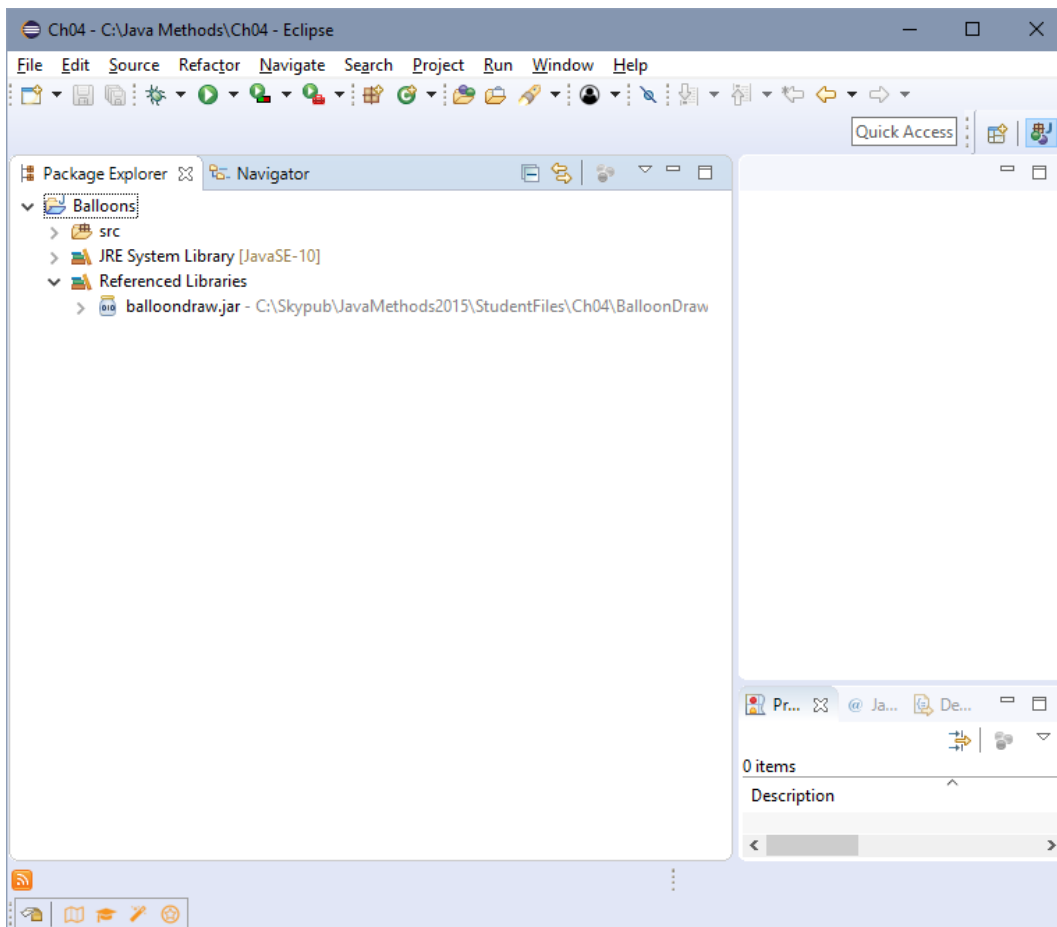 Ch04 - C:\Java Methods\Ch04 - Eclipse
File Edit Source Refactor Navigate Search Project Run Window Help
Quick Access
Package Explorer Navigator
Balloons
src
JRE System Library [JavaSE-10]
Referenced Libraries
balloondraw.jar - C:\Skypub\JavaMethods2015\StudentFiles\Ch04\BalloonDraw
Pr... @ Ja... De...
0 items
Description